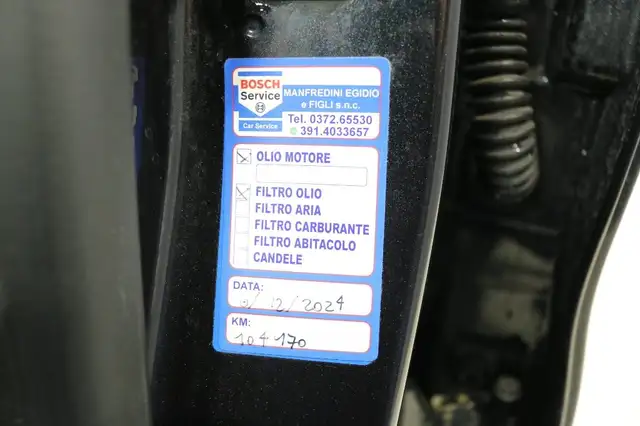 BOSCH
Service
Car Service
MANFREDINI EGIDIO
e FIGLI s.n.c.
Tel. 0372.65530
391.4033657
OLIO MOTORE
FILTRO OLIO
FILTRO ARIA
FILTRO CARBURANTE
FILTRO ABITACOLO
CANDELE
DATA:
/12/2024
KM:
104170